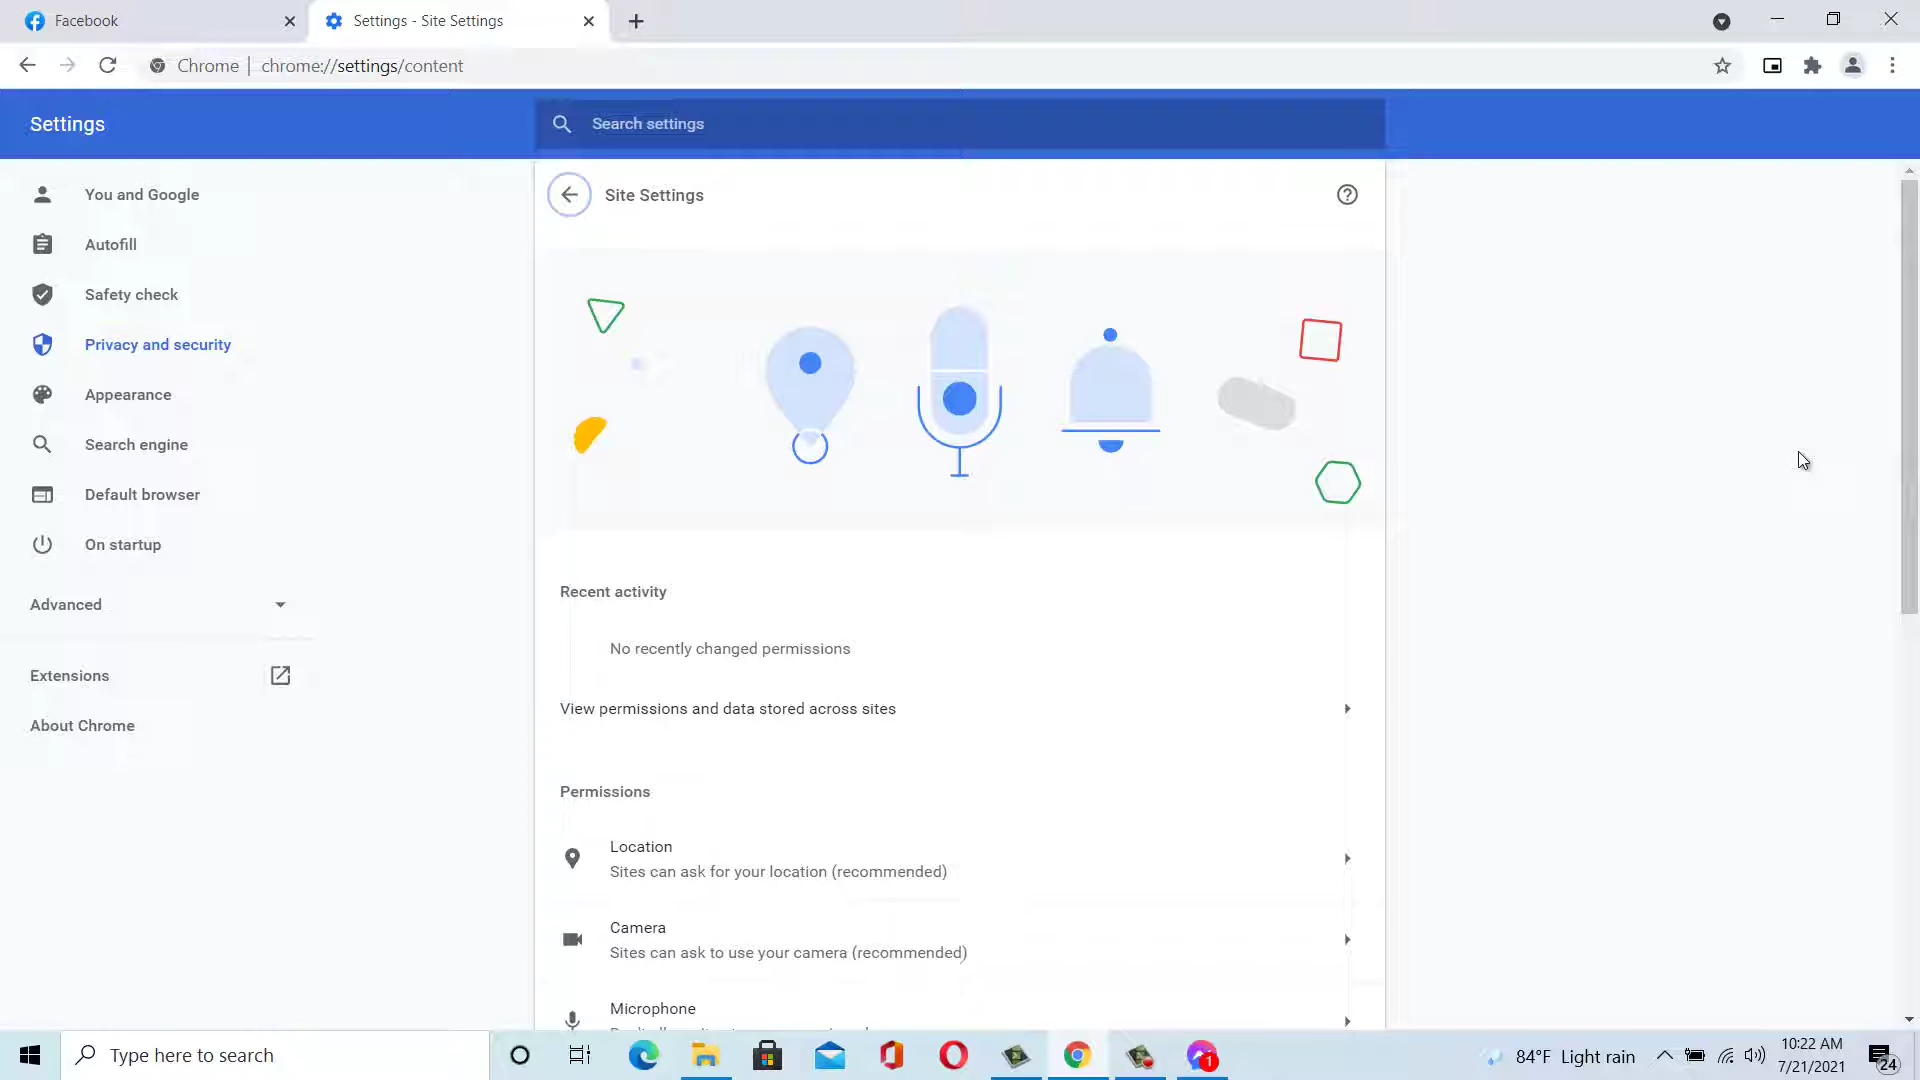 Facebook
Settings - Site Settings
Chrome | chrome://settings/content
Settings
Search settings
You and Google
Autofill
Safety check
Privacy and security
Appearance
Search engine
Default browser
On startup
Advanced
Extensions
About Chrome
Site Settings
Recent activity
No recently changed permissions
View permissions and data stored across sites
Permissions
Location
Sites can ask for your location (recommended)
Camera
Sites can ask to use your camera (recommended)
Microphone
Type here to search
1
84°F Light rain
10:22 AM
7/21/2021
24